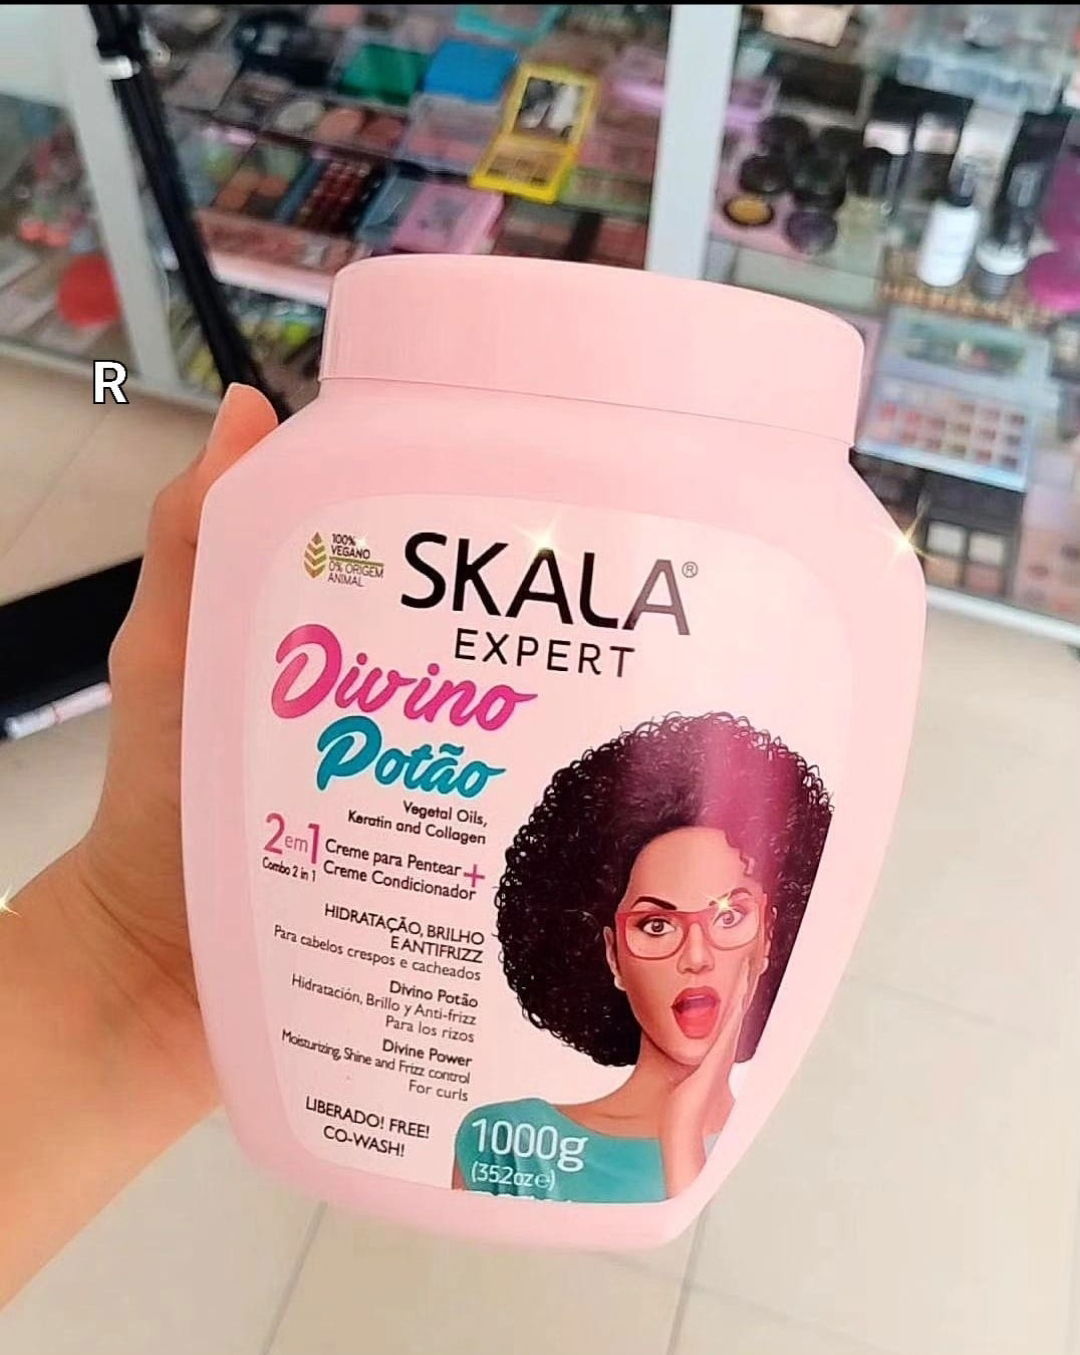 R
100%
VEGANO
0% ORIGEM
ANIMAL
SKALA®
EXPERT
Divino
Potão
Vegetal Oils,
Keratin and Collagen
2em1 Creme para Pentear +
Combo 2 in 1 Creme Condicionador
HIDRATAÇÃO, BRILHO
E ANTIFRIZZ
Para cabelos crespos e cacheados
Divino Potão
Hidratación, Brillo y Anti-frizz
Para los rizos
Divine Power
Moisturizing, Shine and Frizz control
For curls
LIBERADO! FREE!
CO-WASH!
1000g
(35.2oz℮)